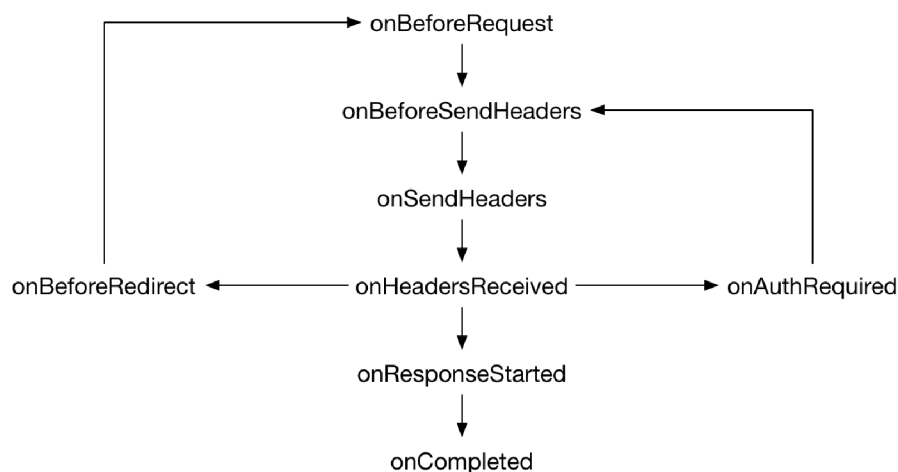 onBeforeRequest
onBeforeSendHeaders
onSendHeaders
onBeforeRedirect
onHeadersReceived
onAuthRequired
onResponseStarted
onCompleted